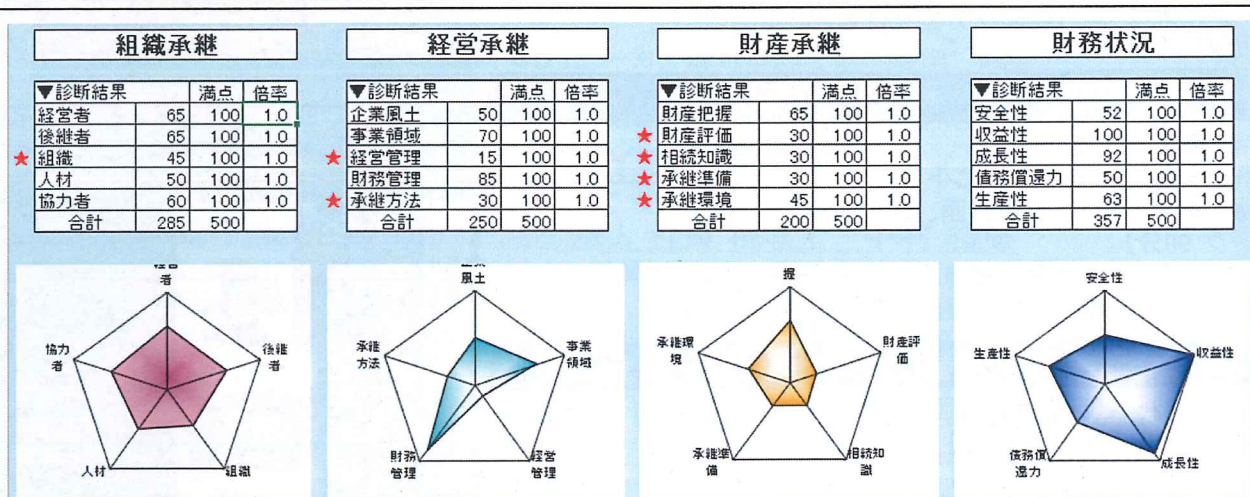 組織承継
▼診断結果 満点 倍率
経営者 65 100 1.0
後継者 65 100 1.0
★ 組織 45 100 1.0
人材 50 100 1.0
協力者 60 100 1.0
合計 285 500
経営承継
▼診断結果 満点 倍率
企業風土 50 100 1.0
事業領域 70 100 1.0
★ 経営管理 15 100 1.0
財務管理 85 100 1.0
★ 承継方法 30 100 1.0
合計 250 500
財産承継
▼診断結果 満点 倍率
財産把握 65 100 1.0
★ 財産評価 30 100 1.0
★ 相続知識 30 100 1.0
★ 承継準備 30 100 1.0
★ 承継環境 45 100 1.0
合計 200 500
財務状況
▼診断結果 満点 倍率
安全性 52 100 1.0
収益性 100 100 1.0
成長性 92 100 1.0
債務償還力 50 100 1.0
生産性 63 100 1.0
合計 357 500
者
後継
者
組織
人材
協力
者
風土
事業
領域
経営
管理
財務
管理
承継
方法
握
財産評
価
相続知
識
承継準
備
承継環
境
安全性
収益性
成長性
債務償
還力
生産性